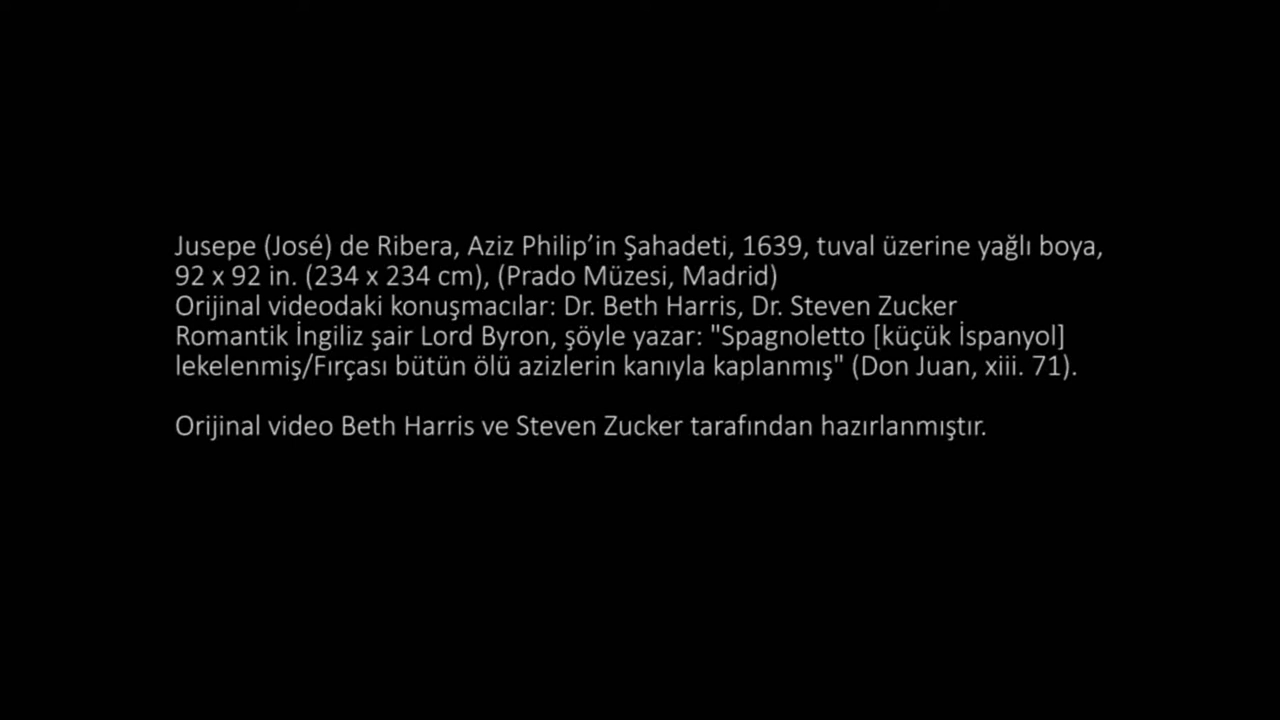 Jusepe (José) de Ribera, Aziz Philip’in Şahadeti, 1639, tuval üzerine yağlı boya,
92 x 92 in. (234 x 234 cm), (Prado Müzesi, Madrid)
Orijinal videodaki konuşmacılar: Dr. Beth Harris, Dr. Steven Zucker
Romantik İngiliz şair Lord Byron, şöyle yazar: "Spagnoletto [küçük İspanyol]
lekelenmiş/Fırçası bütün ölü azizlerin kanıyla kaplanmış" (Don Juan, xiii. 71).
Orijinal video Beth Harris ve Steven Zucker tarafından hazırlanmıştır.